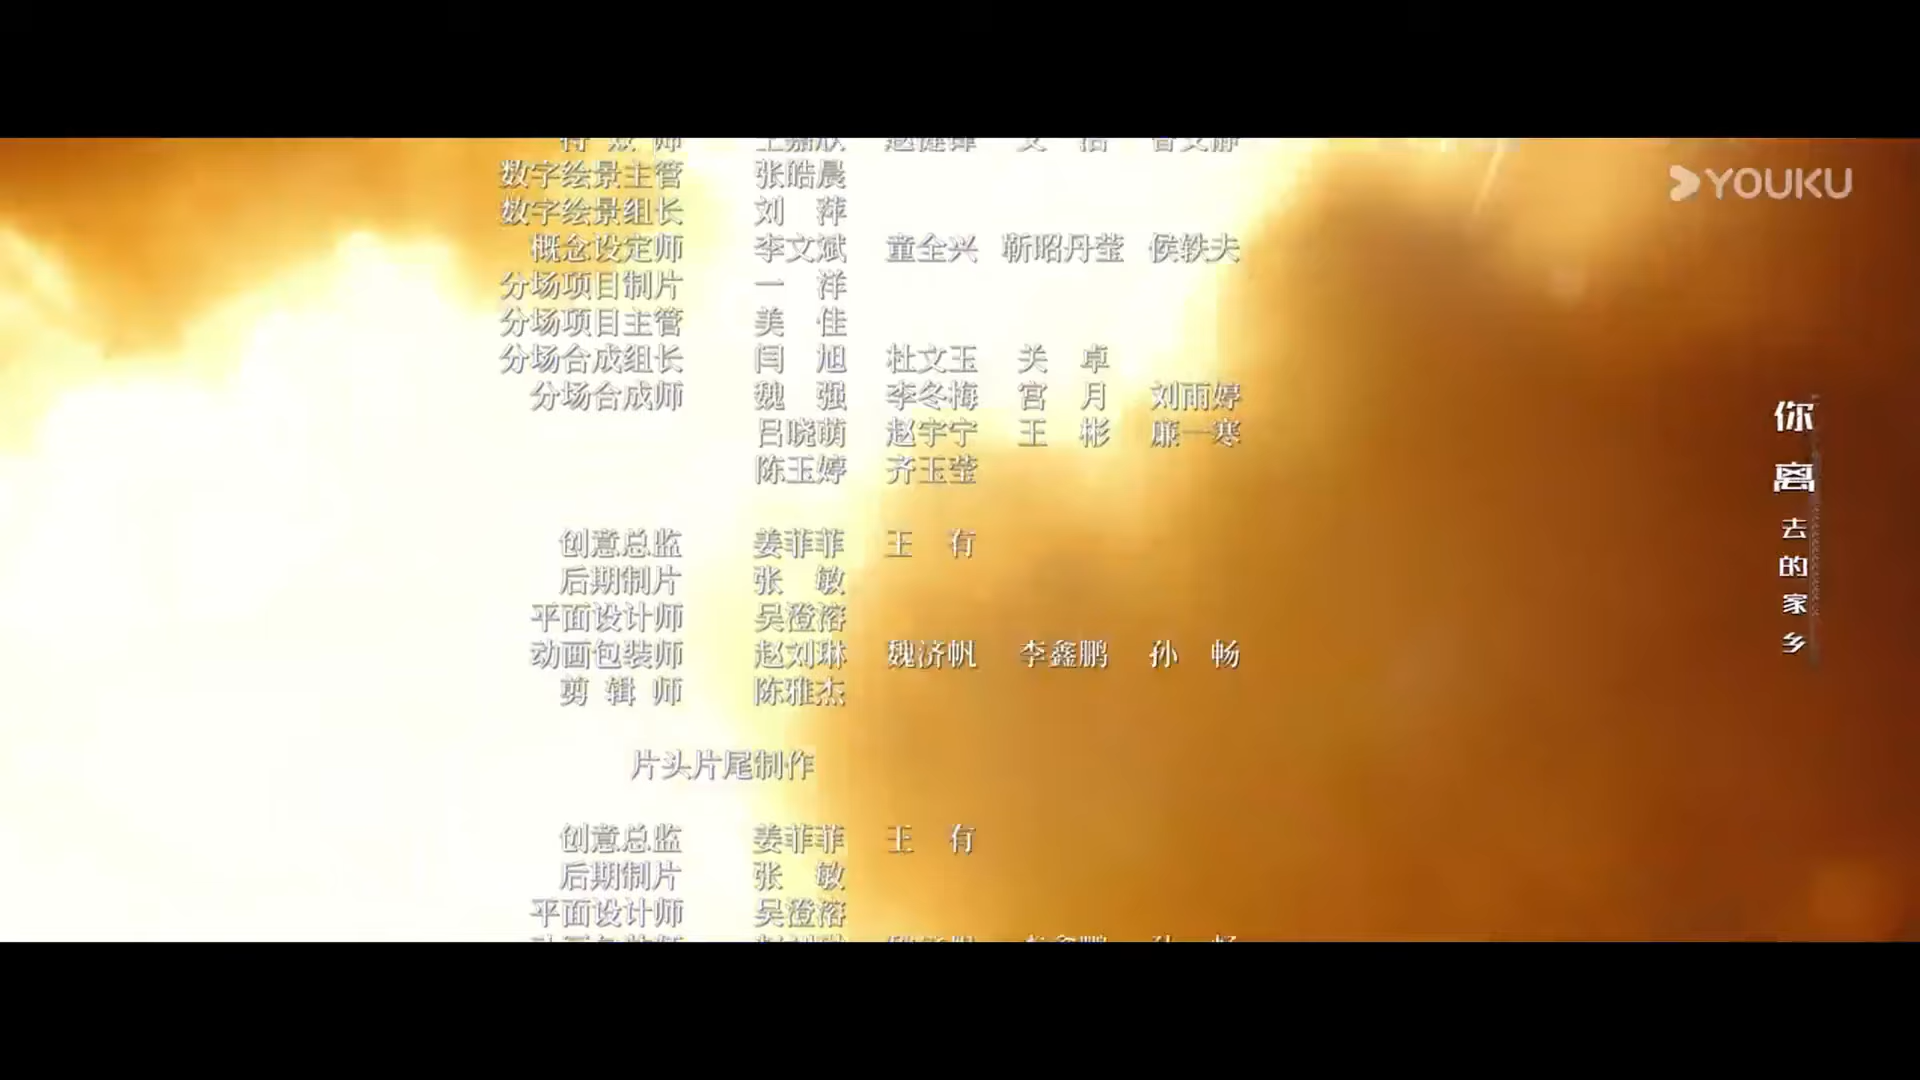 数字绘景主管 张皓晨
数字绘景组长 刘 萍
概念设定师 李文斌 童全兴 靳昭丹莹 侯轶夫
分场项目制片 一 洋
分场项目主管 美 佳
分场合成组长 闫 旭 杜文玉 关 卓
分场合成师 魏 强 李冬梅 宫 月 刘雨婷
吕晓萌 赵宇宁 王 彬 廉一寒
陈玉婷 齐玉莹
创意总监 姜菲菲 王 有
后期制片 张 敏
平面设计师 吴澄溶
动画包装师 赵刘琳 魏济帆 李鑫鹏 孙 畅
剪 辑 师 陈雅杰
片头片尾制作
创意总监 姜菲菲 王 有
后期制片 张 敏
平面设计师 吴澄溶
YOUKU
你离去的家乡